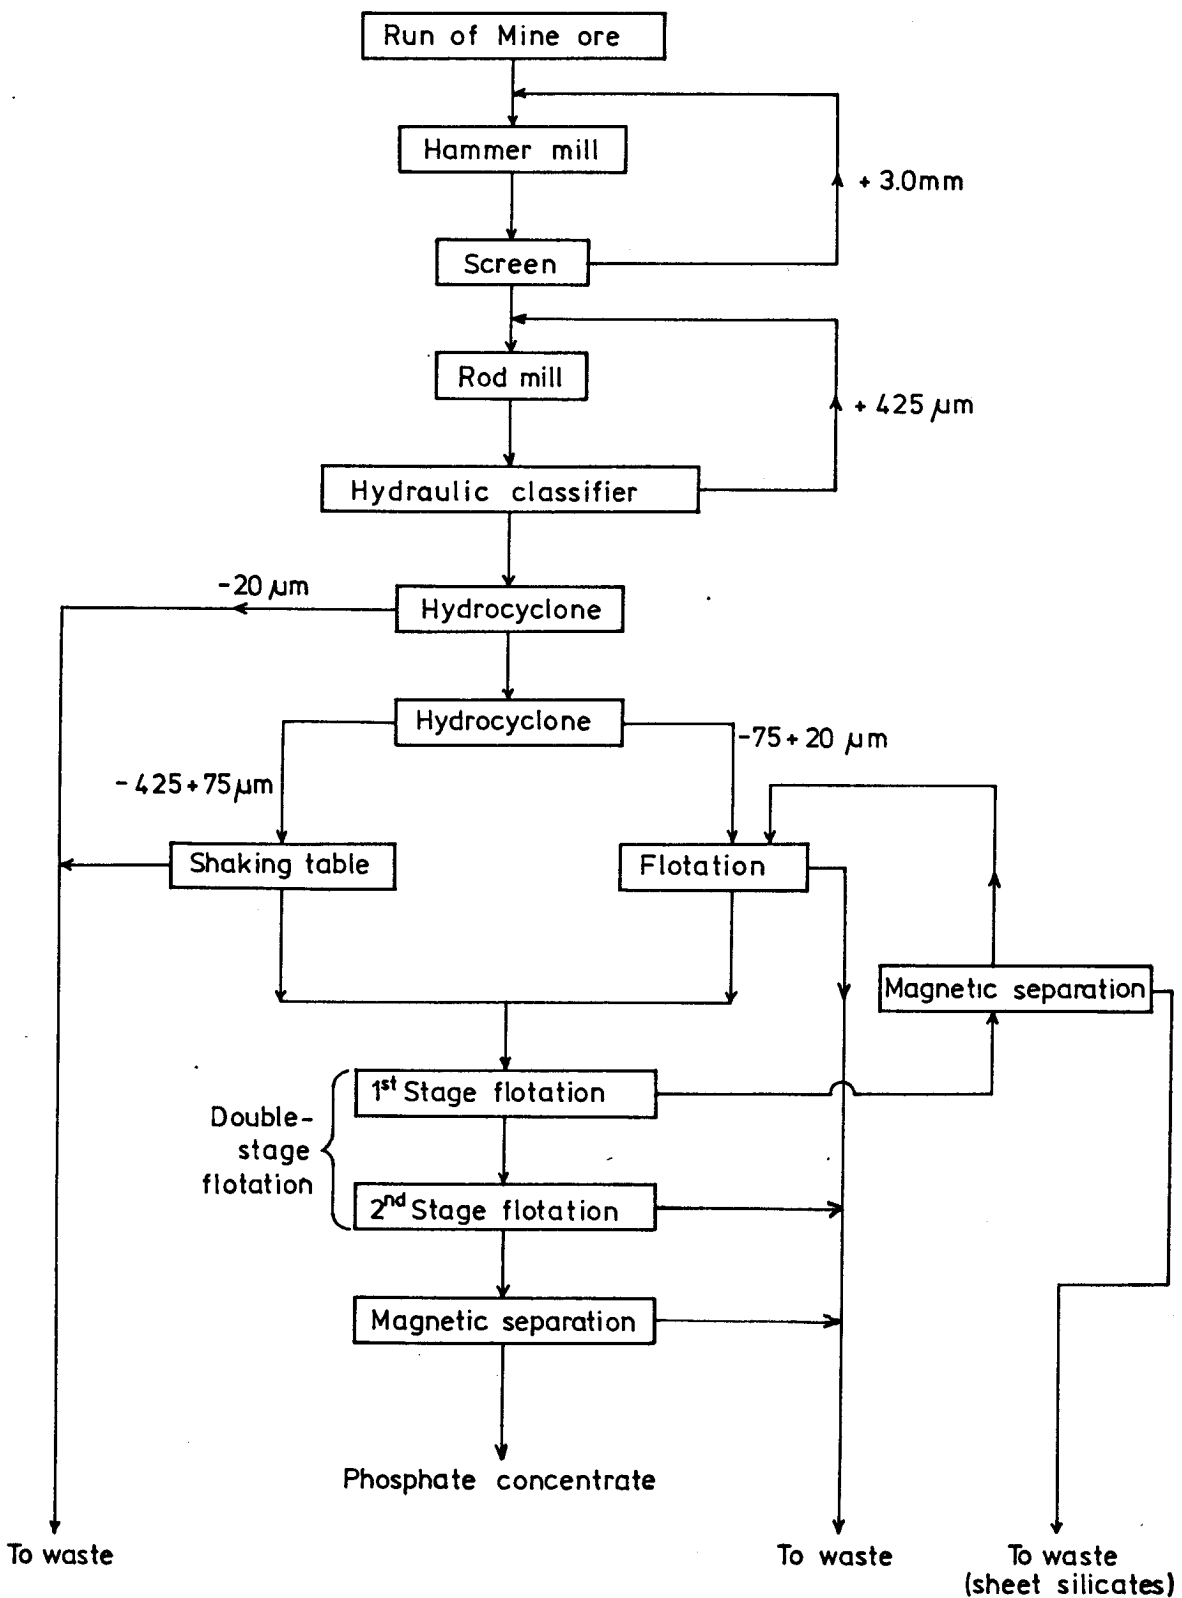 Run of Mine ore
Hammer mill
+ 3.0mm
Screen
Rod mill
+ 425 µm
Hydraulic classifier
-20 µm
Hydrocyclone
Hydrocyclone
-75+20 µm
- 425+75µm
Shaking table
Flotation
Magnetic separation
1st Stage flotation
Double-
stage
flotation
2nd Stage flotation
Magnetic separation
Phosphate concentrate
To waste
To waste
To waste
(sheet silicates)